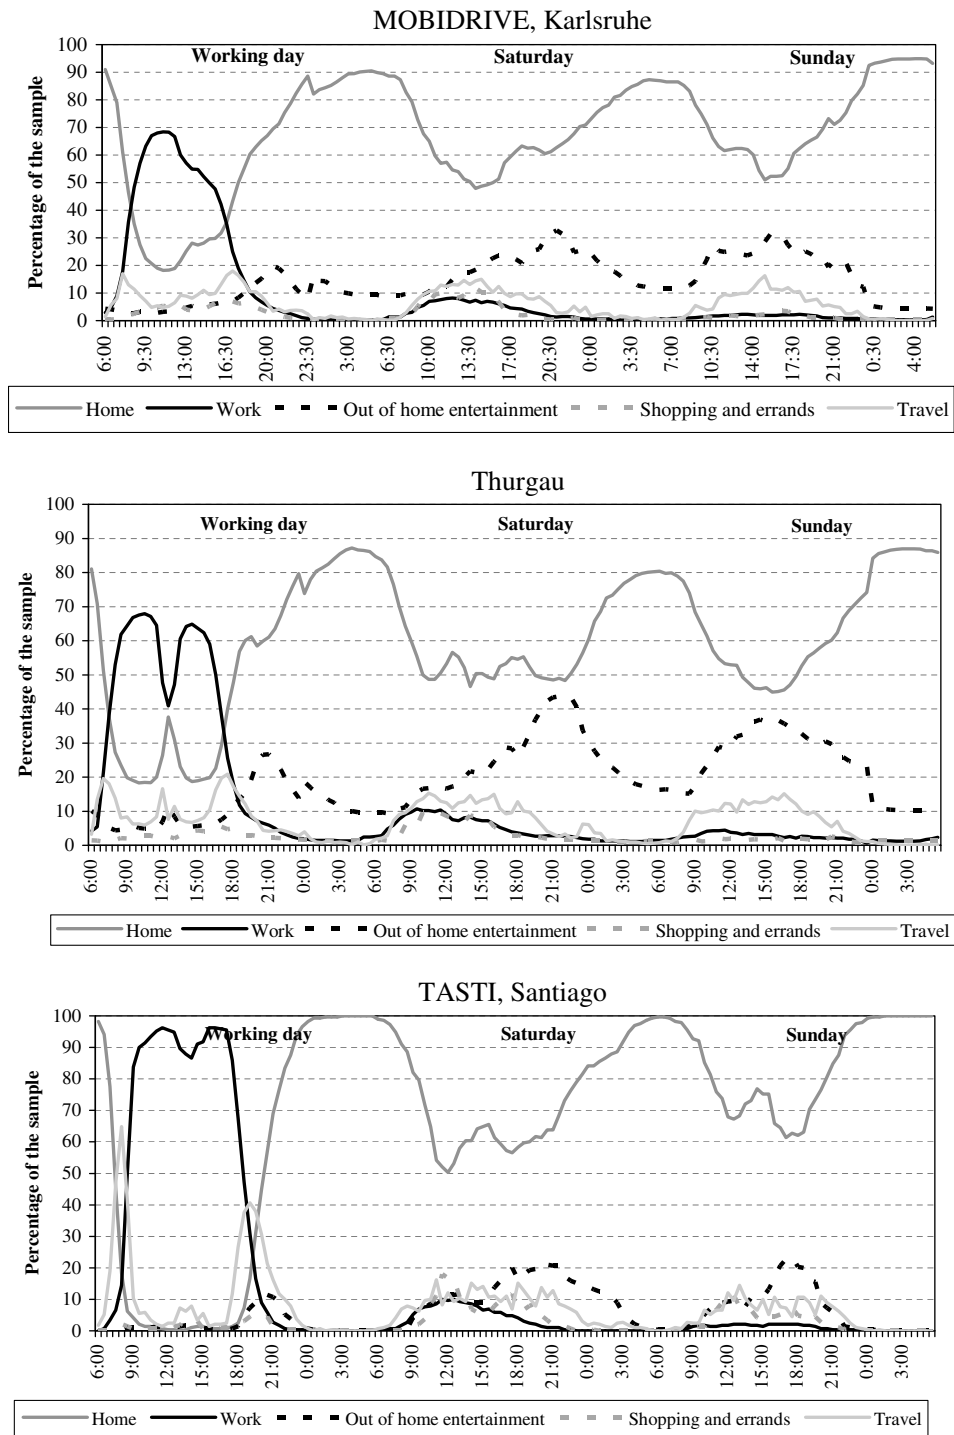 MOBIDRIVE, Karlsruhe
100
90
80
70
60
50
40
30
20
10
0
Percentage of the sample
Working day
Saturday
Sunday
6:00 9:30 13:00 16:30 20:00 23:30 3:00 6:30 10:00 13:30 17:00 20:30 0:00 3:30 7:00 10:30 14:00 17:30 21:00 0:30 4:00
Home Work Out of home entertainment Shopping and errands Travel
Thurgau
100
90
80
70
60
50
40
30
20
10
0
Percentage of the sample
Working day
Saturday
Sunday
6:00 9:00 12:00 15:00 18:00 21:00 0:00 3:00 6:00 9:00 12:00 15:00 18:00 21:00 0:00 3:00 6:00 9:00 12:00 15:00 18:00 21:00 0:00 3:00
Home Work Out of home entertainment Shopping and errands Travel
TASTI, Santiago
100
90
80
70
60
50
40
30
20
10
0
Percentage of the sample
Working day
Saturday
Sunday
6:00 9:00 12:00 15:00 18:00 21:00 0:00 3:00 6:00 9:00 12:00 15:00 18:00 21:00 0:00 3:00 6:00 9:00 12:00 15:00 18:00 21:00 0:00 3:00
Home Work Out of home entertainment Shopping and errands Travel